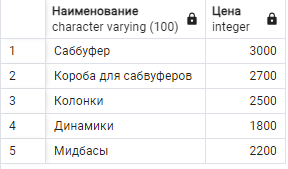 Наименование Цена
character varying (100) integer
1 Саббуфер 3000
2 Короба для сабвуферов 2700
3 Колонки 2500
4 Динамики 1800
5 Мидбасы 2200